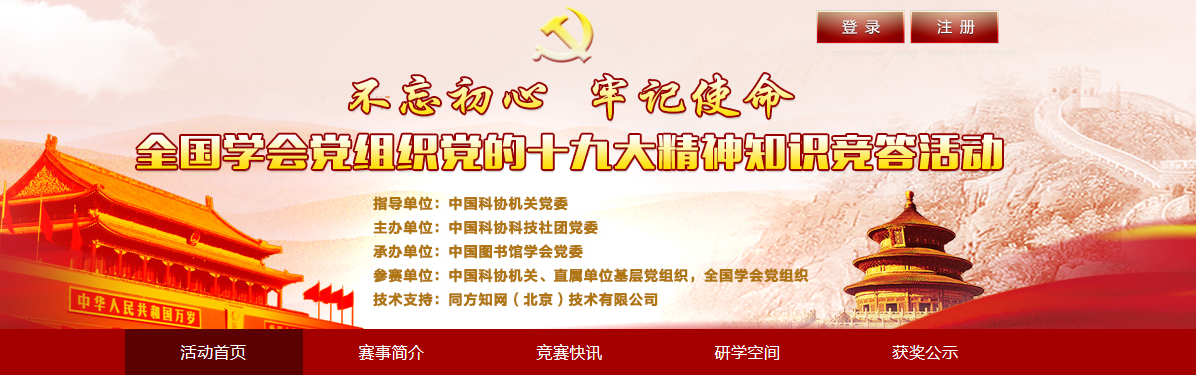 登 录 注 册
不忘初心 牢记使命
全国学会党组织党的十九大精神知识竞答活动
指导单位：中国科协机关党委
主办单位：中国科协科技社团党委
承办单位：中国图书馆学会党委
参赛单位：中国科协机关、直属单位基层党组织，全国学会党组织
技术支持：同方知网（北京）技术有限公司
中华人民共和国万岁
活动首页 赛事简介 竞赛快讯 研学空间 获奖公示